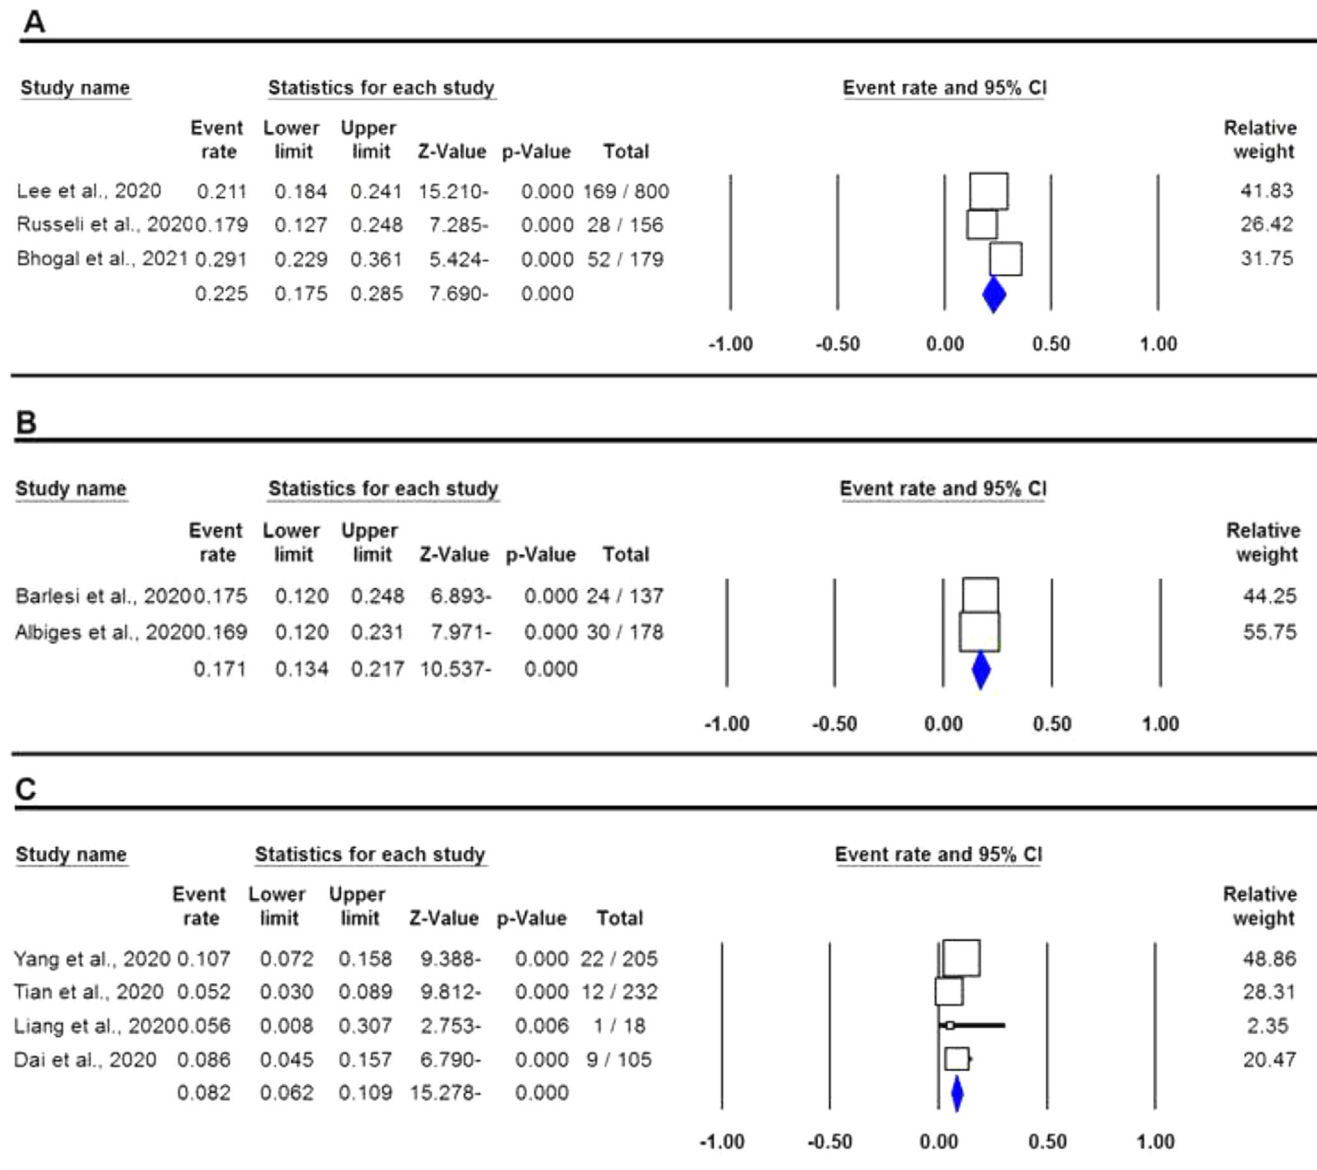 A
Study name Statistics for each study Event rate and 95% CI
Event Lower Upper Relative
rate limit limit Z-Value p-Value Total weight
Lee et al., 2020 0.211 0.184 0.241 15.210- 0.000 169 / 800 41.83
Russeli et al., 2020 0.179 0.127 0.248 7.285- 0.000 28 / 156 26.42
Bhogal et al., 2021 0.291 0.229 0.361 5.424- 0.000 52 / 179 31.75
0.225 0.175 0.285 7.690- 0.000
-1.00 -0.50 0.00 0.50 1.00
B
Study name Statistics for each study Event rate and 95% CI
Event Lower Upper Relative
rate limit limit Z-Value p-Value Total weight
Barlesi et al., 2020 0.175 0.120 0.248 6.893- 0.000 24 / 137 44.25
Albiges et al., 2020 0.169 0.120 0.231 7.971- 0.000 30 / 178 55.75
0.171 0.134 0.217 10.537- 0.000
-1.00 -0.50 0.00 0.50 1.00
C
Study name Statistics for each study Event rate and 95% CI
Event Lower Upper Relative
rate limit limit Z-Value p-Value Total weight
Yang et al., 2020 0.107 0.072 0.158 9.388- 0.000 22 / 205 48.86
Tian et al., 2020 0.052 0.030 0.089 9.812- 0.000 12 / 232 28.31
Liang et al., 2020 0.056 0.008 0.307 2.753- 0.006 1 / 18 2.35
Dai et al., 2020 0.086 0.045 0.157 6.790- 0.000 9 / 105 20.47
0.082 0.062 0.109 15.278- 0.000
-1.00 -0.50 0.00 0.50 1.00